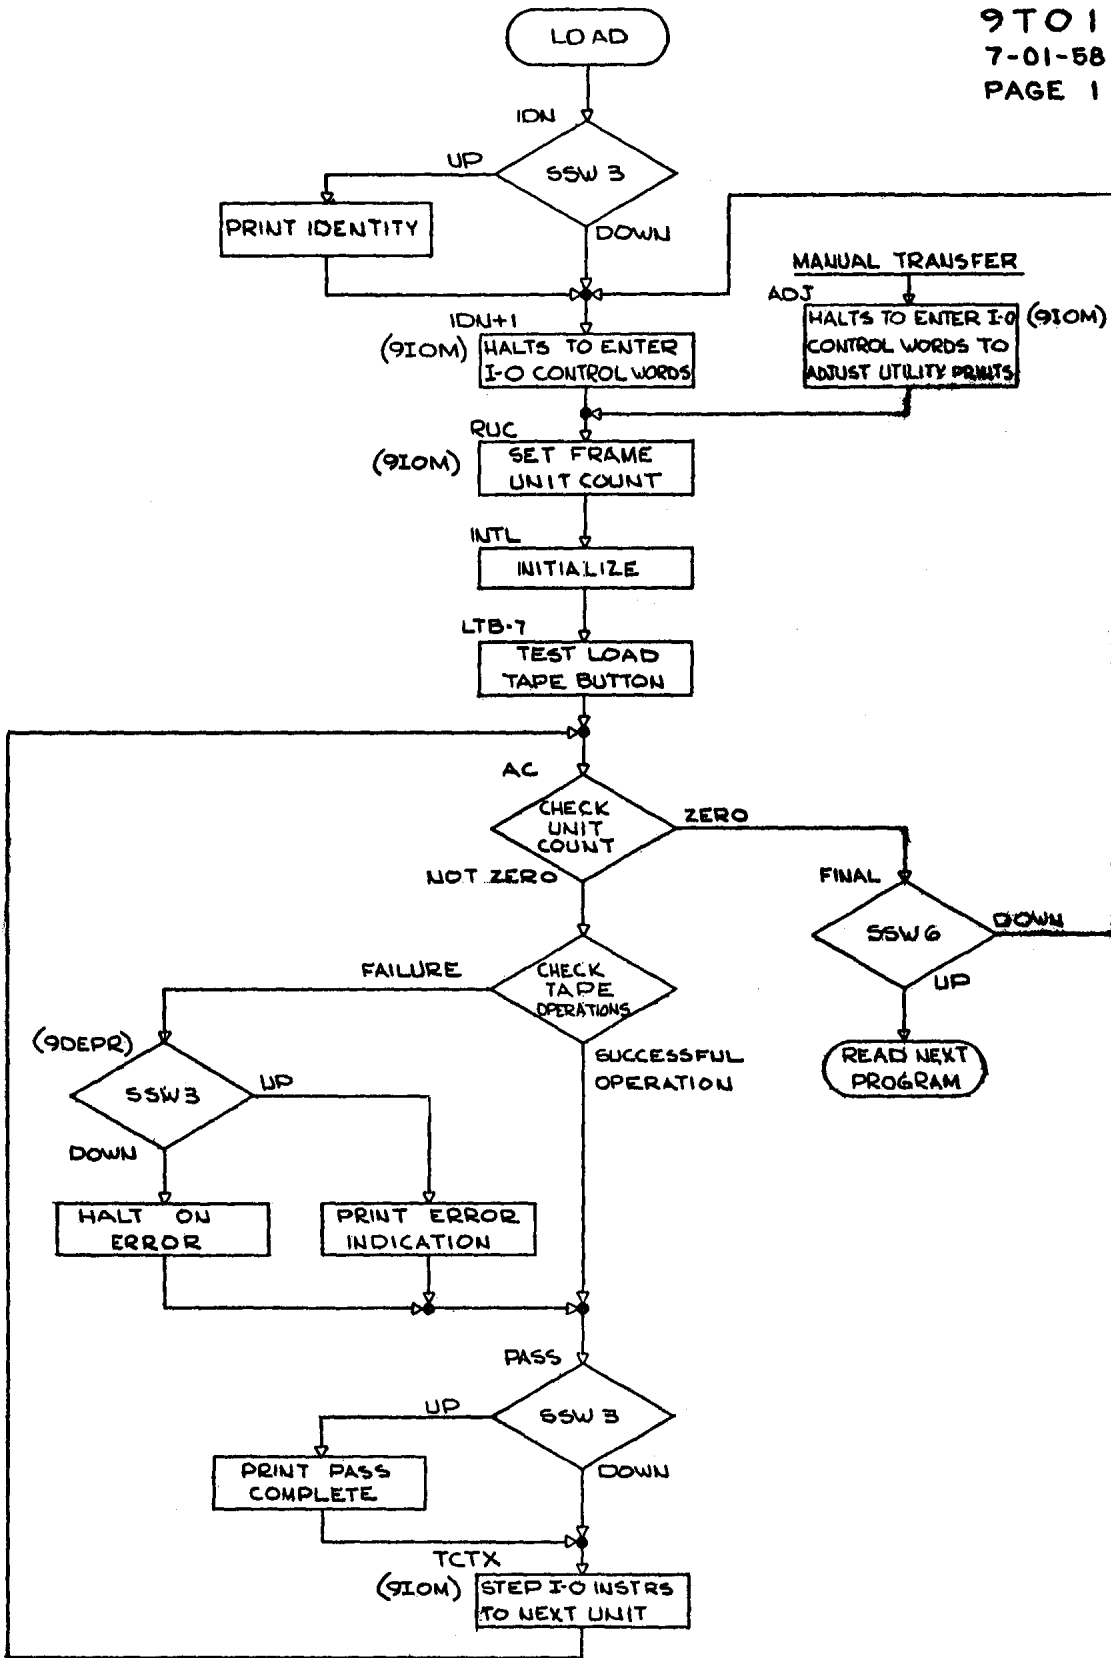 9T01
7-01-58
PAGE 1
LOAD
IDN
SSW 3
UP
DOWN
PRINT IDENTITY
MANUAL TRANSFER
ADJ
HALTS TO ENTER I-O
CONTROL WORDS TO
ADJUST UTILITY PRINTS
(9IOM)
IDN+1
(9IOM)
HALTS TO ENTER
I-O CONTROL WORDS
RUC
(9IOM)
SET FRAME
UNIT COUNT
INTL
INITIALIZE
LTB-7
TEST LOAD
TAPE BUTTON
AC
CHECK
UNIT
COUNT
ZERO
NOT ZERO
FINAL
SSW 6
DOWN
UP
READ NEXT
PROGRAM
CHECK
TAPE
OPERATIONS
FAILURE
SUCCESSFUL
OPERATION
(9DEPR)
SSW 3
UP
DOWN
HALT ON
ERROR
PRINT ERROR
INDICATION
PASS
SSW 3
UP
DOWN
PRINT PASS
COMPLETE
TCTX
(9IOM)
STEP I-O INSTRS
TO NEXT UNIT